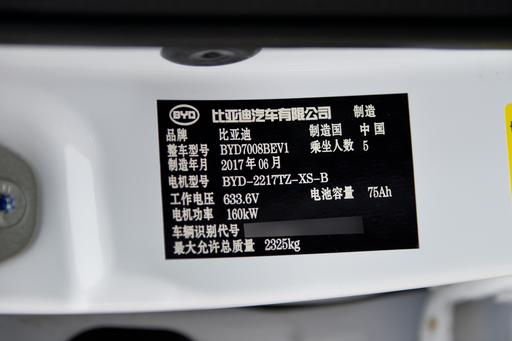 BYD 比亚迪汽车有限公司 制造
品牌 比亚迪 制造国 中国
整车型号 BYD7008BEV1 乘坐人数 5
制造年月 2017年06月
电机型号 BYD-2217TZ-XS-B
工作电压 633.6V 电池容量 75Ah
电机功率 160kW
车辆识别代号
最大允许总质量 2325kg